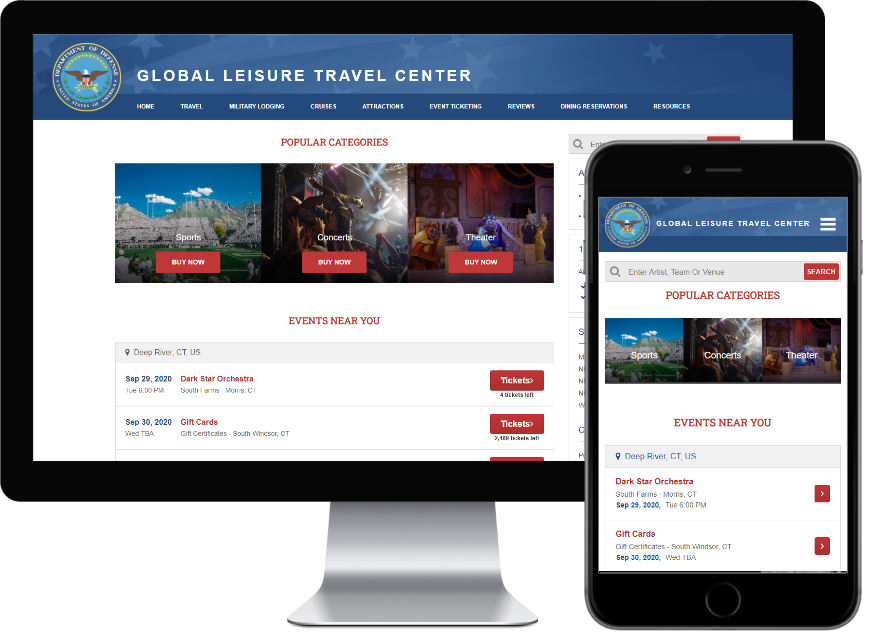 DEPARTMENT OF DEFENSE
UNITED STATES OF AMERICA
GLOBAL LEISURE TRAVEL CENTER
HOME TRAVEL MILITARY LODGING CRUISES ATTRACTIONS EVENT TICKETING REVIEWS DINING RESERVATIONS RESOURCES
POPULAR CATEGORIES
Sports Concerts Theater
BUY NOW BUY NOW BUY NOW
EVENTS NEAR YOU
Deep River, CT, US
Sep 29, 2020 Dark Star Orchestra Tickets>
Tue 6:00 PM South Farms - Morris, CT 4 tickets left
Sep 30, 2020 Gift Cards Tickets>
Wed TBA Gift Certificates - South Windsor, CT 2,489 tickets left
GLOBAL LEISURE TRAVEL CENTER
Enter Artist, Team Or Venue SEARCH
POPULAR CATEGORIES
Sports Concerts Theater
EVENTS NEAR YOU
Deep River, CT, US
Dark Star Orchestra
South Farms - Morris, CT
Sep 29, 2020, Tue 6:00 PM
Gift Cards
Gift Certificates - South Windsor, CT
Sep 30, 2020, Wed TBA